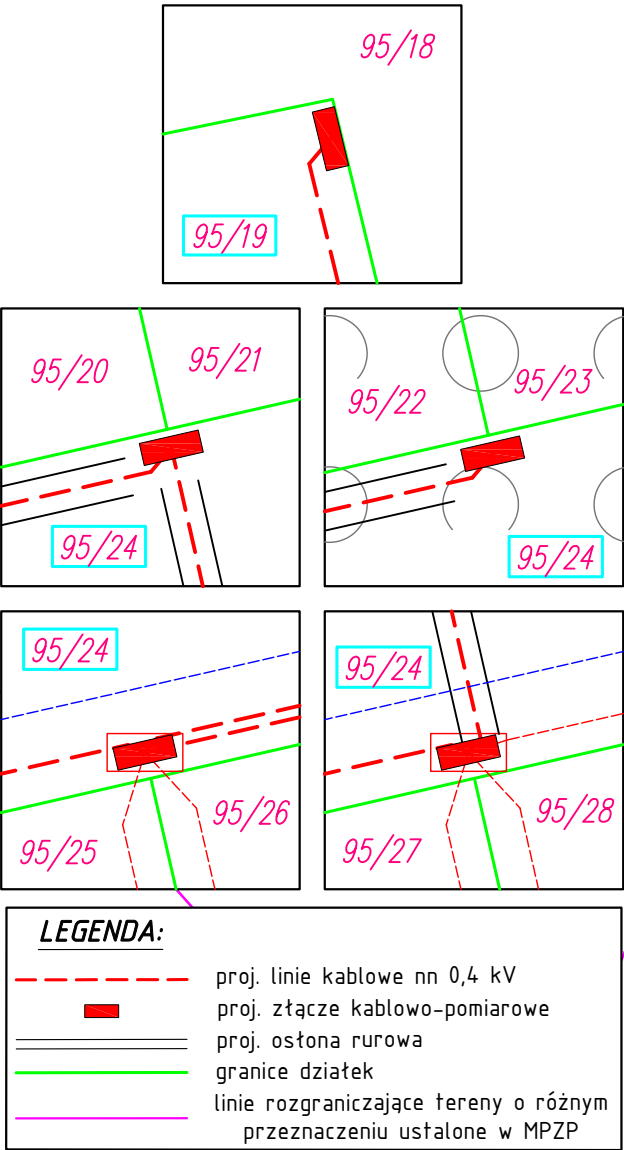 95/18
95/19
95/20
95/21
95/24
95/22
95/23
95/24
95/24
95/26
95/25
95/24
95/28
95/27
LEGENDA:
proj. linie kablowe nn 0,4 kV
proj. złącze kablowo-pomiarowe
proj. osłona rurowa
granice działek
linie rozgraniczające tereny o różnym
przeznaczeniu ustalone w MPZP